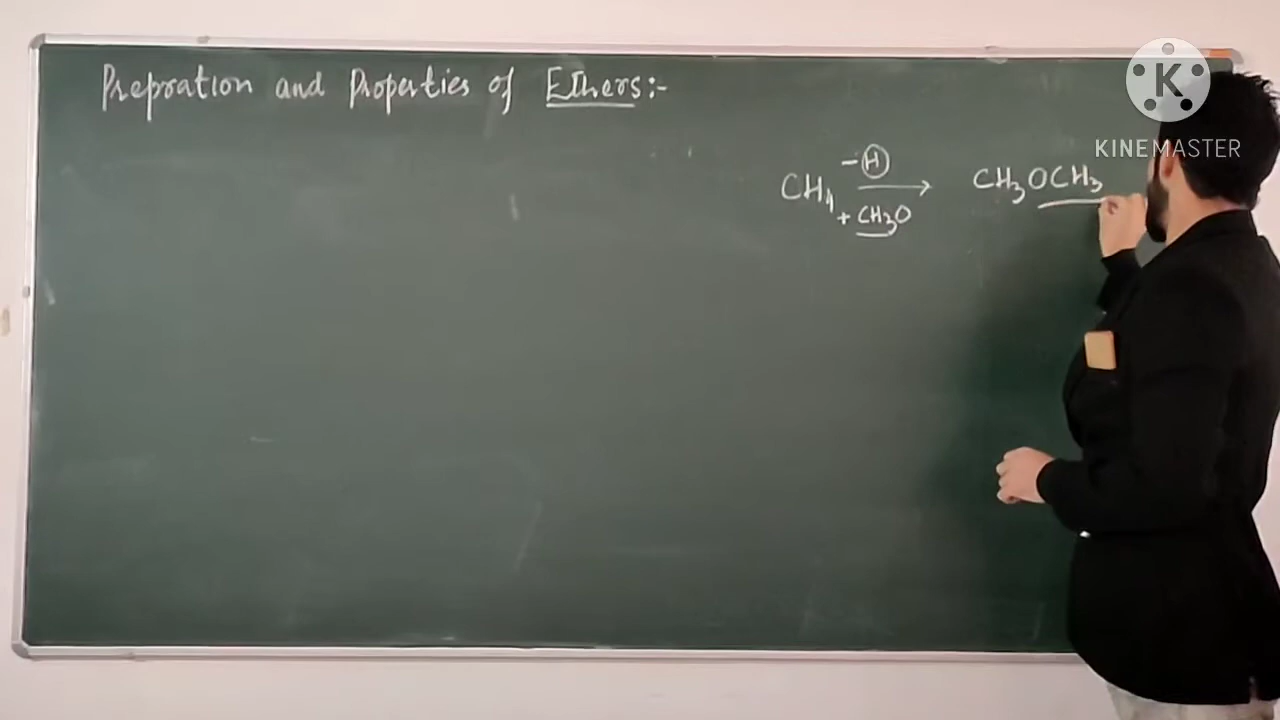 Prepration and Properties of Ethers:-
K
KINEMASTER
-H
CH4 → CH3OCH3
+ CH3O